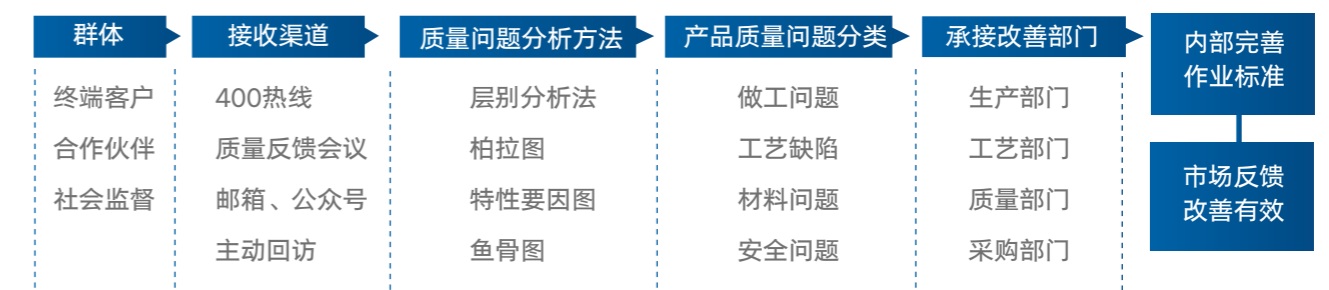 群体
接收渠道
质量问题分析方法
产品质量问题分类
承接改善部门
内部完善
作业标准
终端客户
400热线
层别分析法
做工问题
生产部门
合作伙伴
质量反馈会议
柏拉图
工艺缺陷
工艺部门
社会监督
邮箱、公众号
特性要因图
材料问题
质量部门
主动回访
鱼骨图
安全问题
采购部门
市场反馈
改善有效